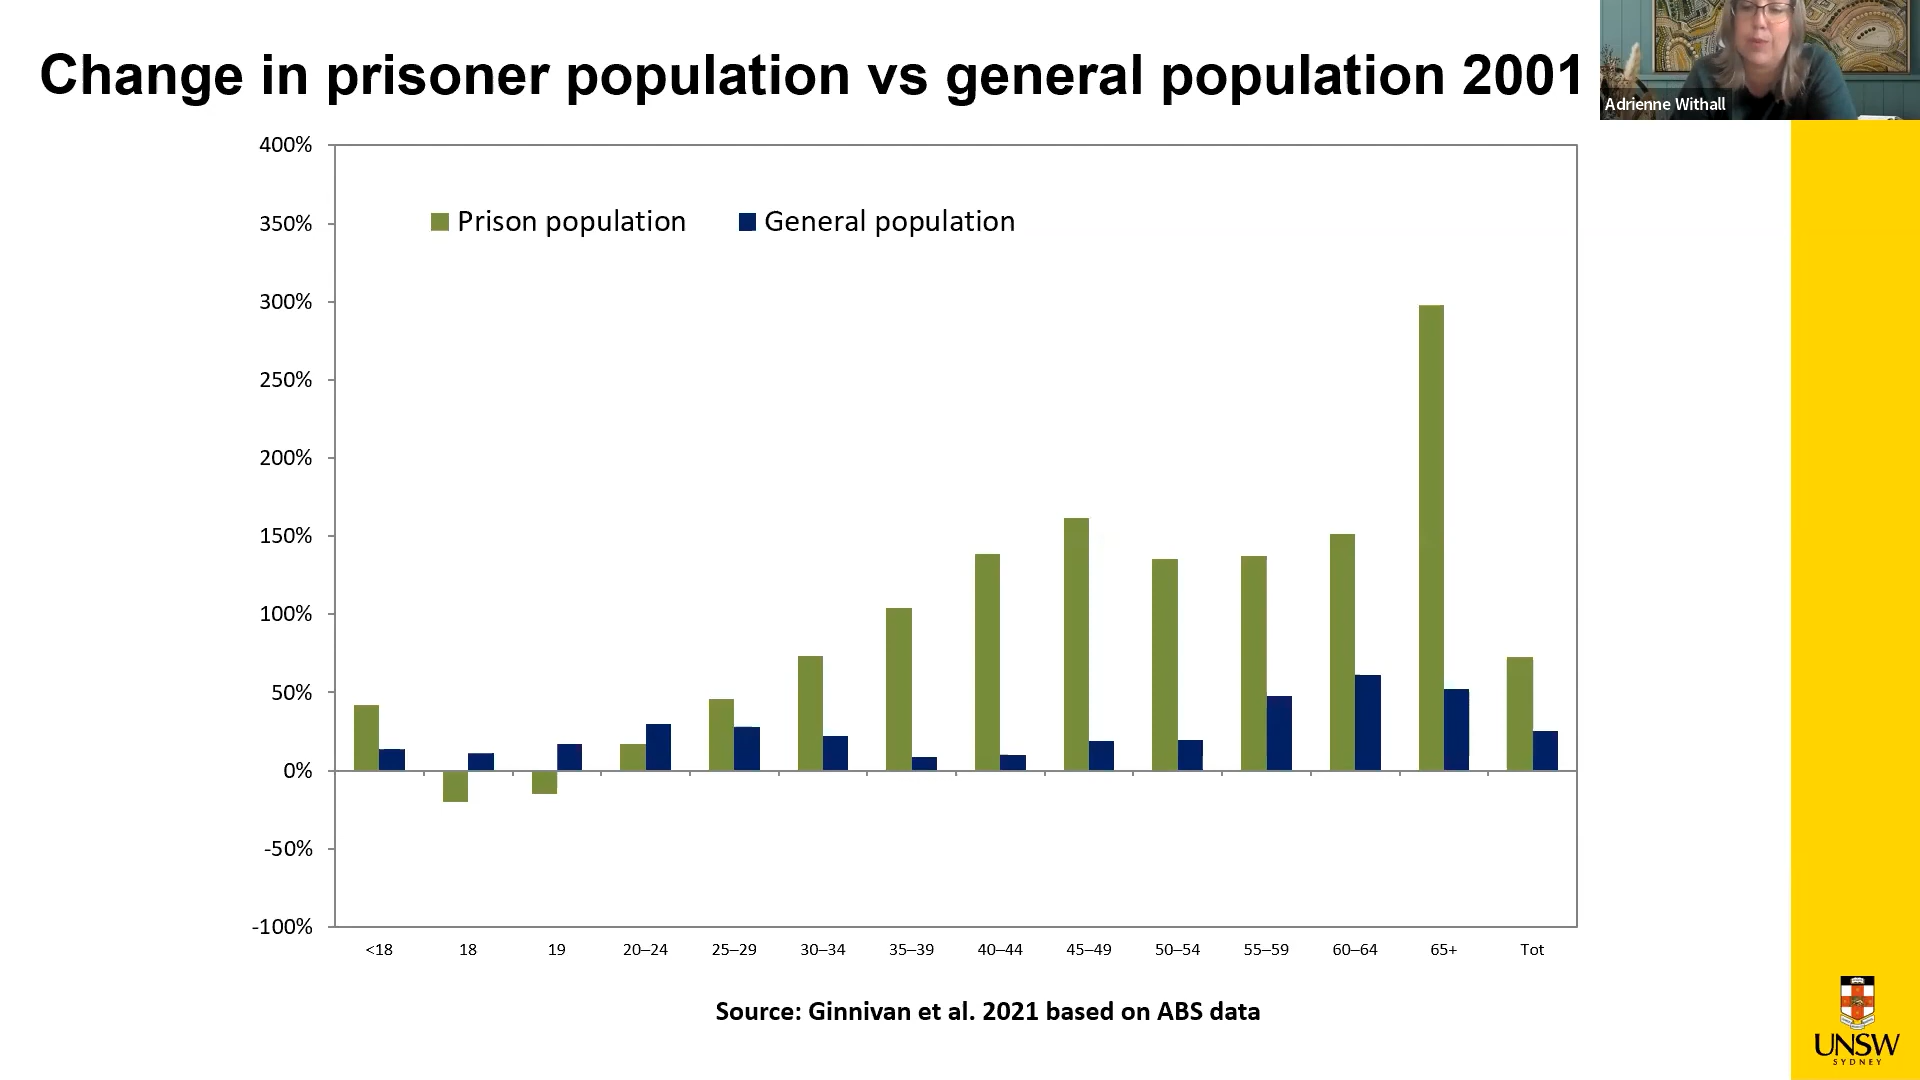 Change in prisoner population vs general population 2001
Adrienne Withall
400%
350%
300%
250%
200%
150%
100%
50%
0%
-50%
-100%
Prison population
General population
<18 18 19 20–24 25–29 30–34 35–39 40–44 45–49 50–54 55–59 60–64 65+ Tot
Source: Ginnivan et al. 2021 based on ABS data
UNSW
SYDNEY